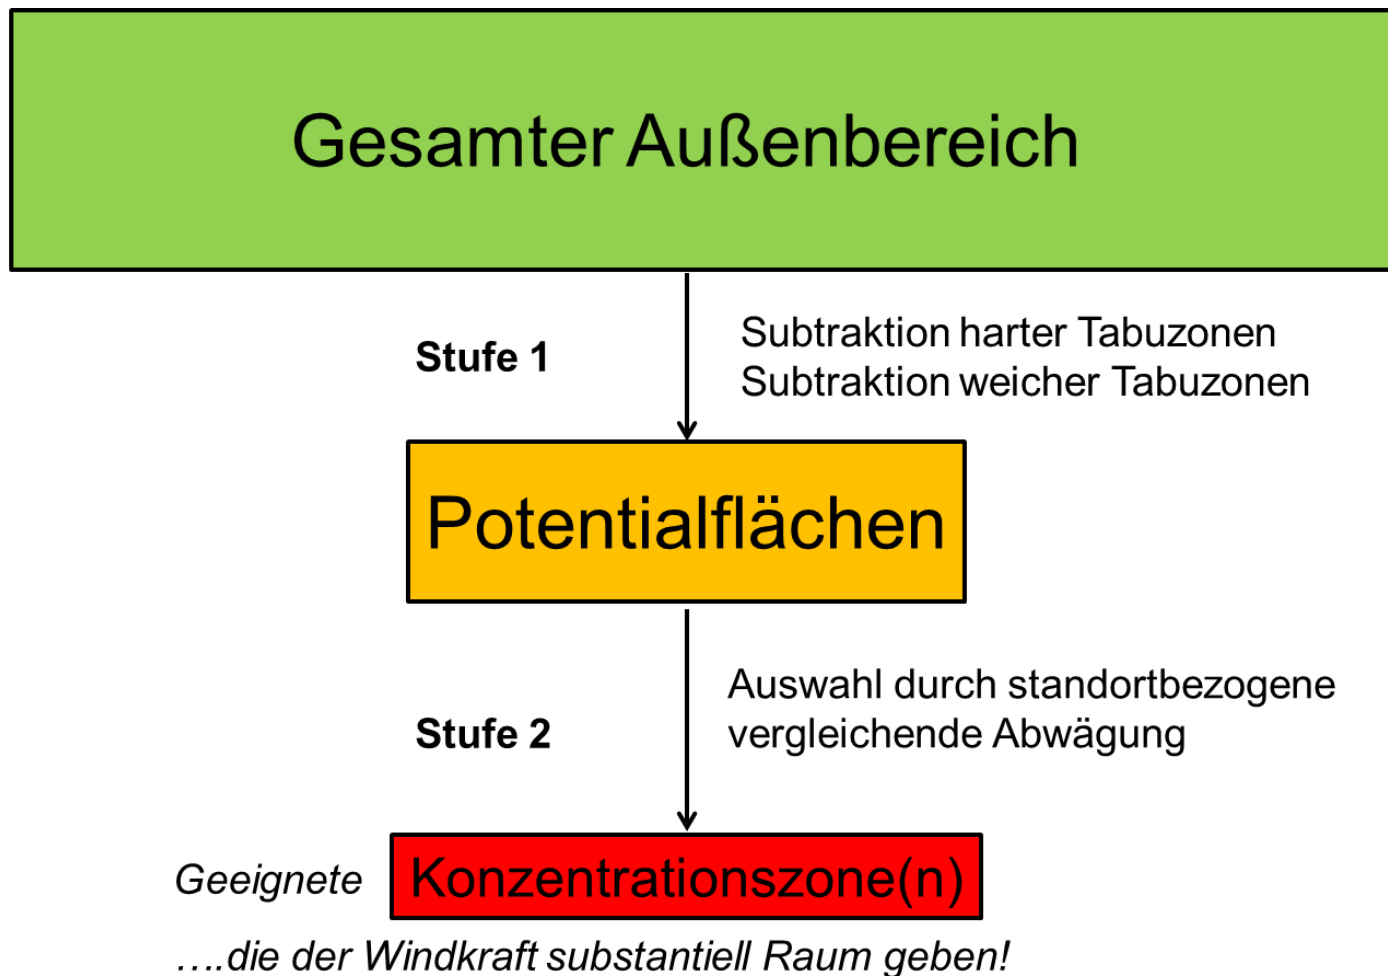 Gesamter Außenbereich
Stufe 1
Subtraktion harter Tabuzonen
Subtraktion weicher Tabuzonen
Potentialflächen
Stufe 2
Auswahl durch standortbezogene
vergleichende Abwägung
Geeignete Konzentrationszone(n)
....die der Windkraft substantiell Raum geben!